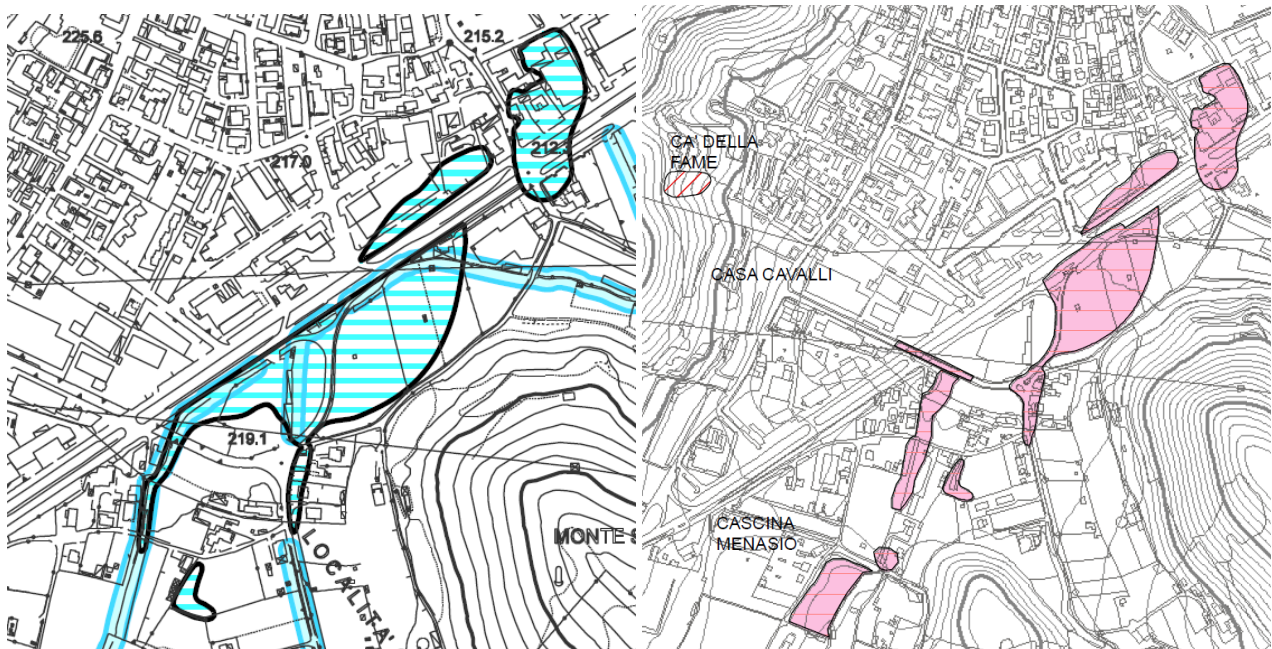 225.6
215.2
217.0
212.
219.1
LOCALITA'
MONTE S
CA' DELLA
FAME
CASA CAVALLI
CASCINA
MENASIO